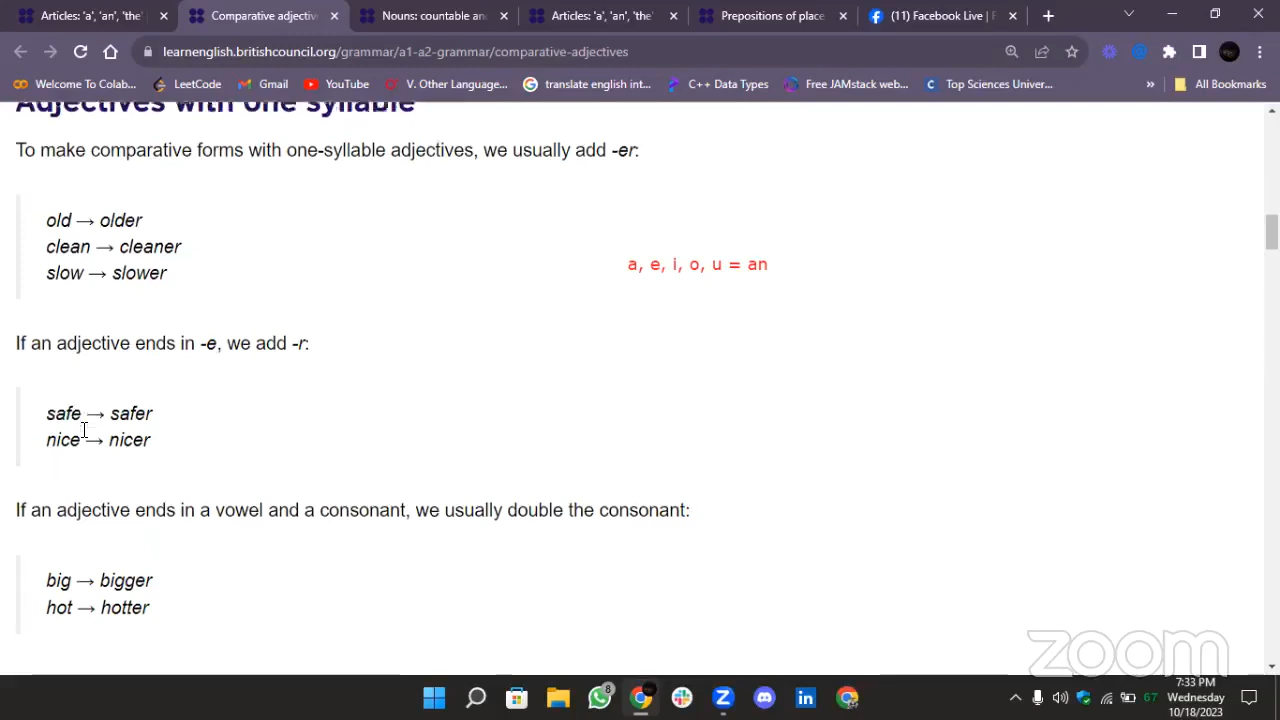 Articles: 'a', 'an', 'the'
Comparative adjectiv
Nouns: countable an
Articles: 'a', 'an', 'the'
Prepositions of place
(11) Facebook Live | F
learnenglish.britishcouncil.org/grammar/a1-a2-grammar/comparative-adjectives
Welcome To Colab...
LeetCode
Gmail
YouTube
V. Other Language...
translate english int...
C++ Data Types
Free JAMstack web...
Top Sciences Univer...
» All Bookmarks
Adjectives with one syllable
To make comparative forms with one-syllable adjectives, we usually add -er:
old → older
clean → cleaner
slow → slower
a, e, i, o, u = an
If an adjective ends in -e, we add -r:
safe → safer
nice → nicer
If an adjective ends in a vowel and a consonant, we usually double the consonant:
big → bigger
hot → hotter
zoom
8
67
7:33 PM
Wednesday
10/18/2023